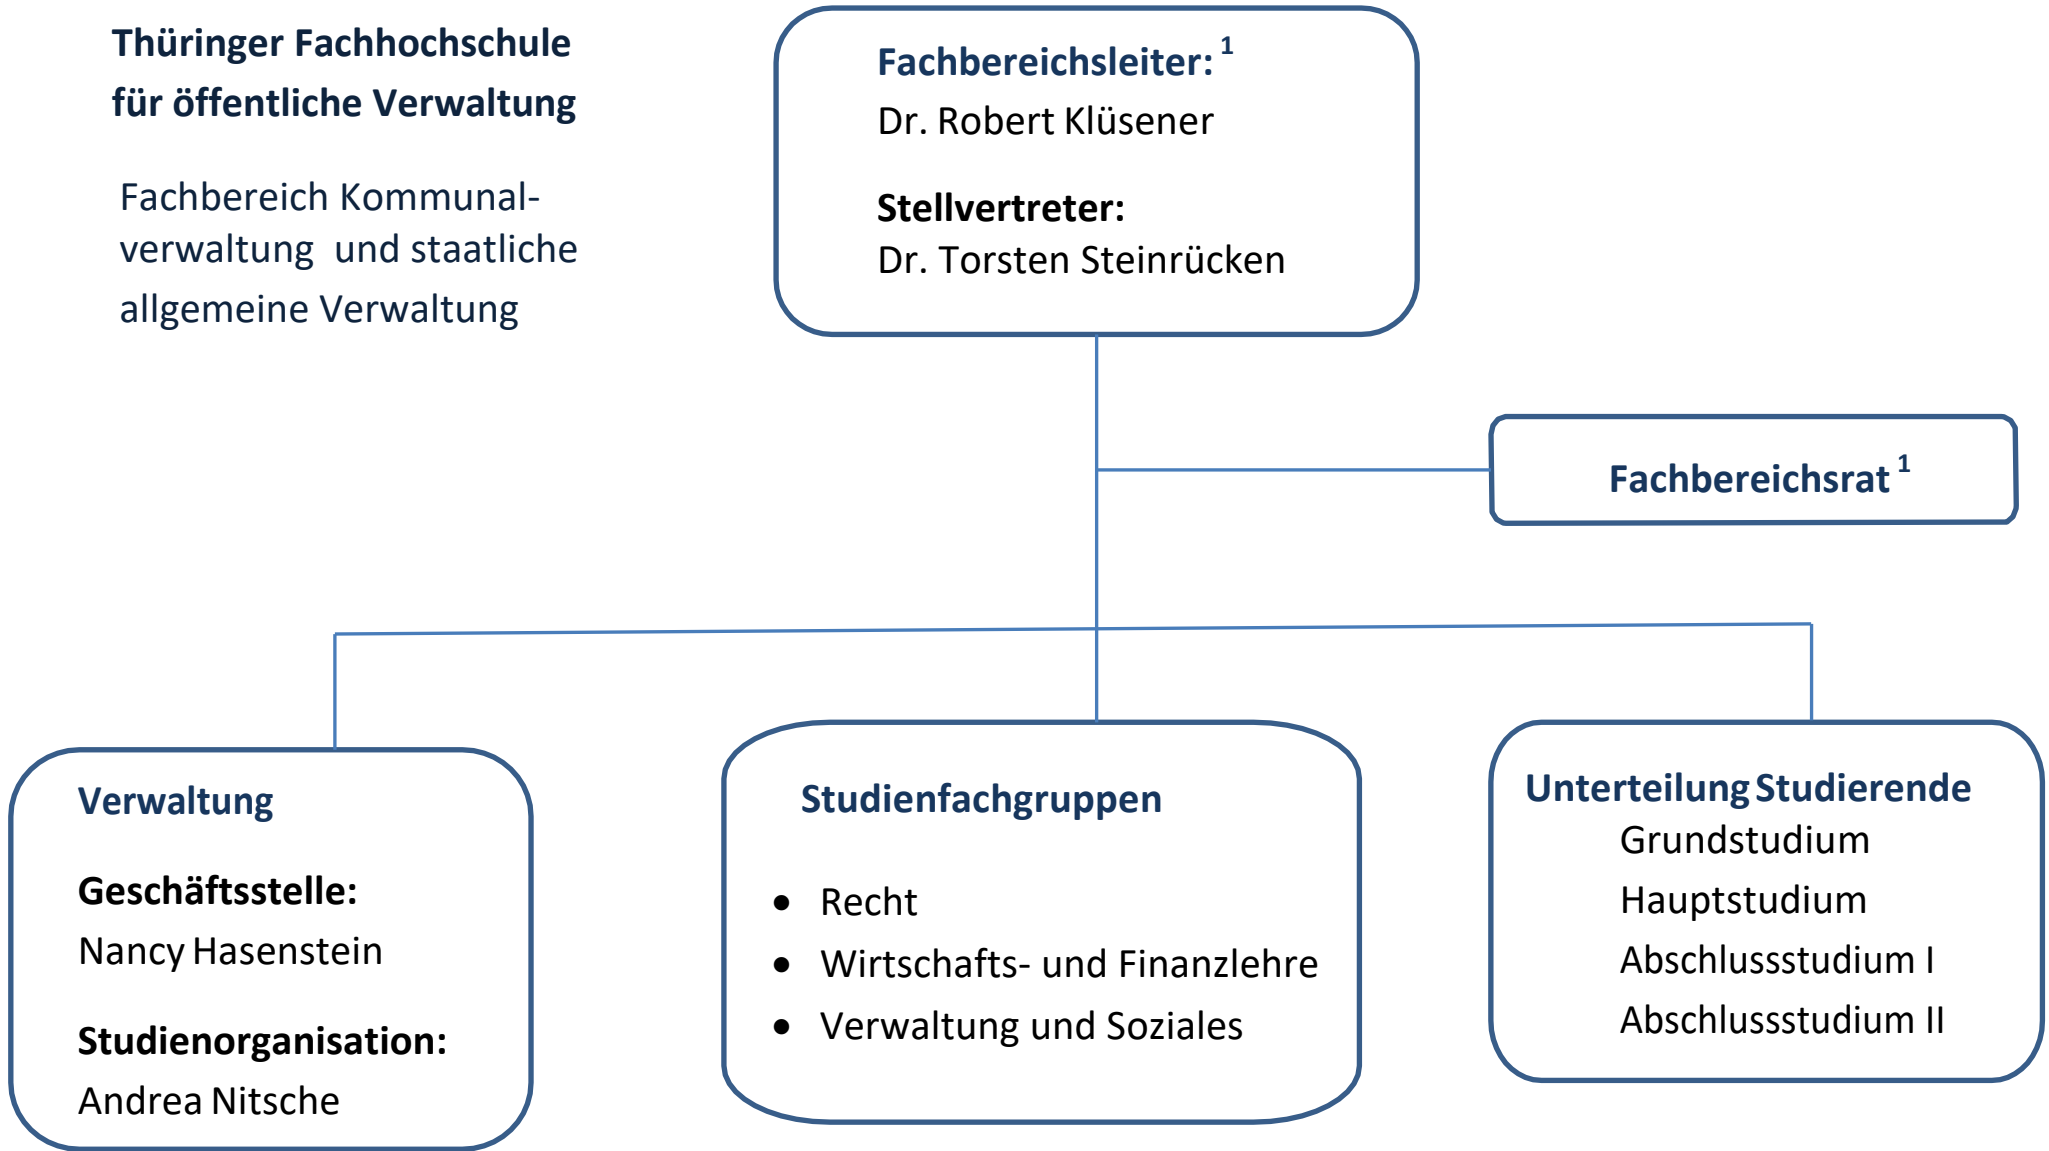 Thüringer Fachhochschule
für öffentliche Verwaltung
Fachbereich Kommunal-
verwaltung und staatliche
allgemeine Verwaltung
Fachbereichsleiter: 1
Dr. Robert Klüsener
Stellvertreter:
Dr. Torsten Steinrücken
Fachbereichsrat 1
Verwaltung
Geschäftsstelle:
Nancy Hasenstein
Studienorganisation:
Andrea Nitsche
Studienfachgruppen
• Recht
• Wirtschafts- und Finanzlehre
• Verwaltung und Soziales
Unterteilung Studierende
Grundstudium
Hauptstudium
Abschlussstudium I
Abschlussstudium II